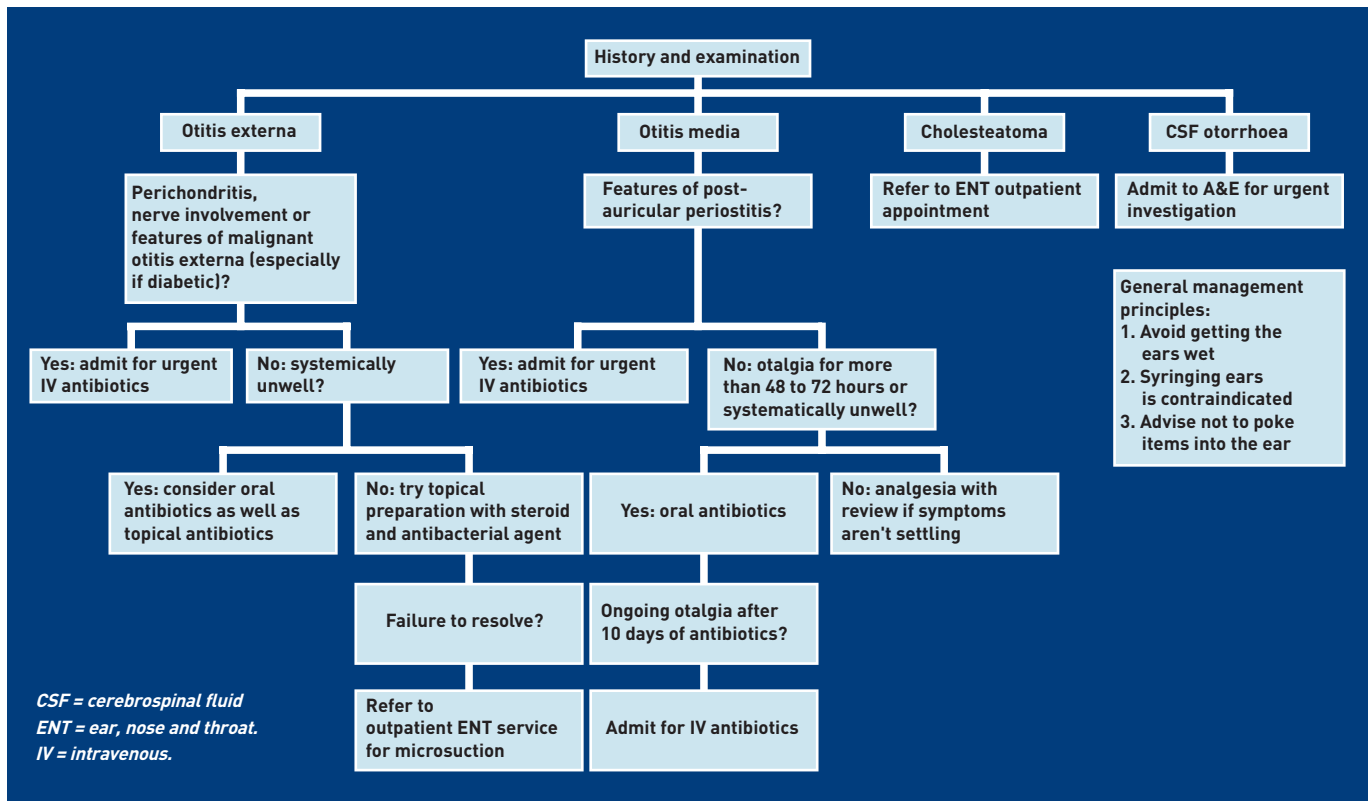 History and examination
Otitis externa
Otitis media
Cholesteatoma
CSF otorrhoea
Perichondritis,
nerve involvement or
features of malignant
otitis externa (especially
if diabetic)?
Features of post-
auricular periostitis?
Refer to ENT outpatient
appointment
Admit to A&E for urgent
investigation
General management
principles:
1. Avoid getting the
ears wet
2. Syringing ears
is contraindicated
3. Advise not to poke
items into the ear
Yes: admit for urgent
IV antibiotics
No: systemically
unwell?
Yes: admit for urgent
IV antibiotics
No: otalgia for more
than 48 to 72 hours or
systematically unwell?
Yes: consider oral
antibiotics as well as
topical antibiotics
No: try topical
preparation with steroid
and antibacterial agent
Yes: oral antibiotics
No: analgesia with
review if symptoms
aren't settling
Failure to resolve?
Ongoing otalgia after
10 days of antibiotics?
Refer to
outpatient ENT service
for microsuction
Admit for IV antibiotics
CSF = cerebrospinal fluid
ENT = ear, nose and throat.
IV = intravenous.